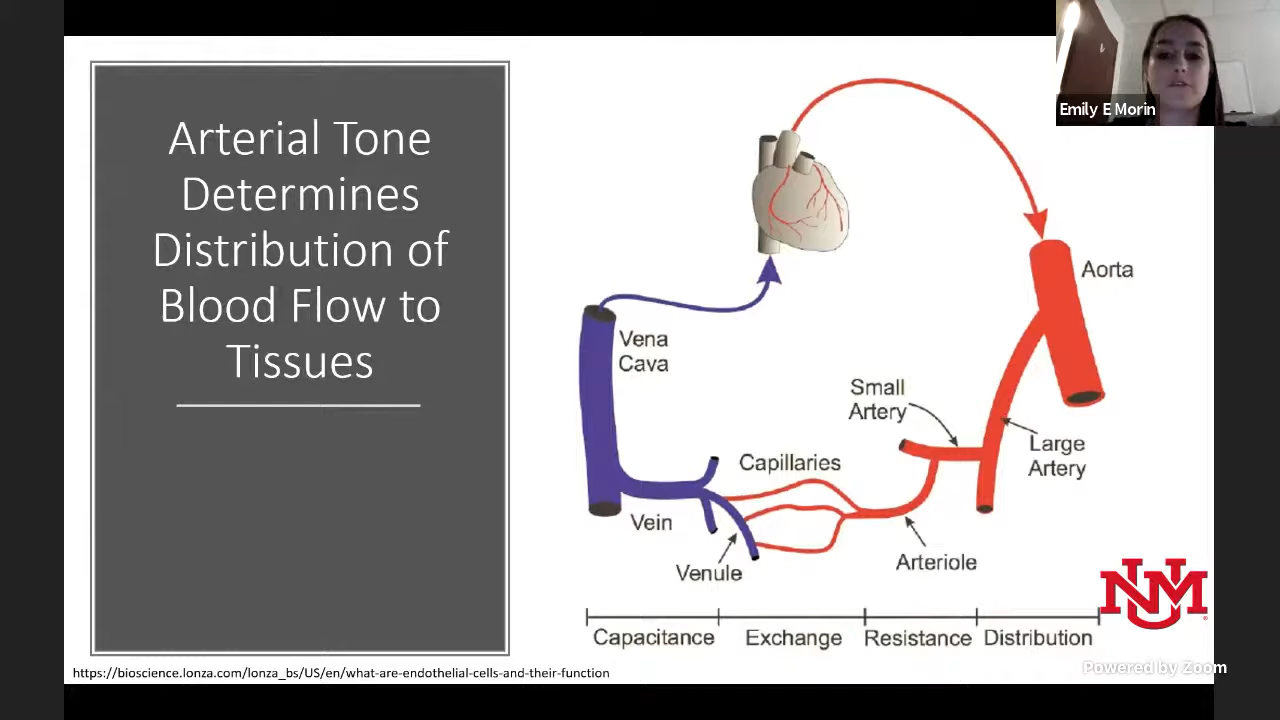 Emily E Morin
Arterial Tone
Determines
Distribution of
Blood Flow to
Tissues
Aorta
Vena
Cava
Small
Artery
Large
Artery
Capillaries
Vein
Arteriole
Venule
UNM
Capacitance
Exchange
Resistance
Distribution
https://bioscience.lonza.com/lonza_bs/US/en/what-are-endothelial-cells-and-their-function
Powered by Zoom